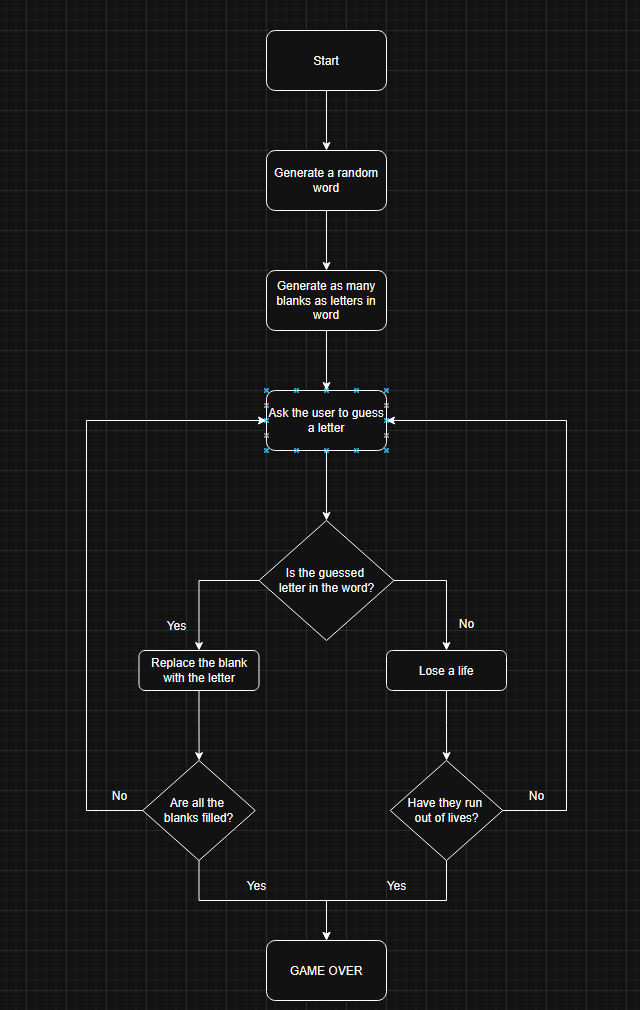 Start
Generate a random
word
Generate as many
blanks as letters in
word
Ask the user to guess
a letter
Is the guessed
letter in the word?
Yes
No
Replace the blank
with the letter
Lose a life
No
Are all the
blanks filled?
Have they run
out of lives?
No
Yes
Yes
GAME OVER